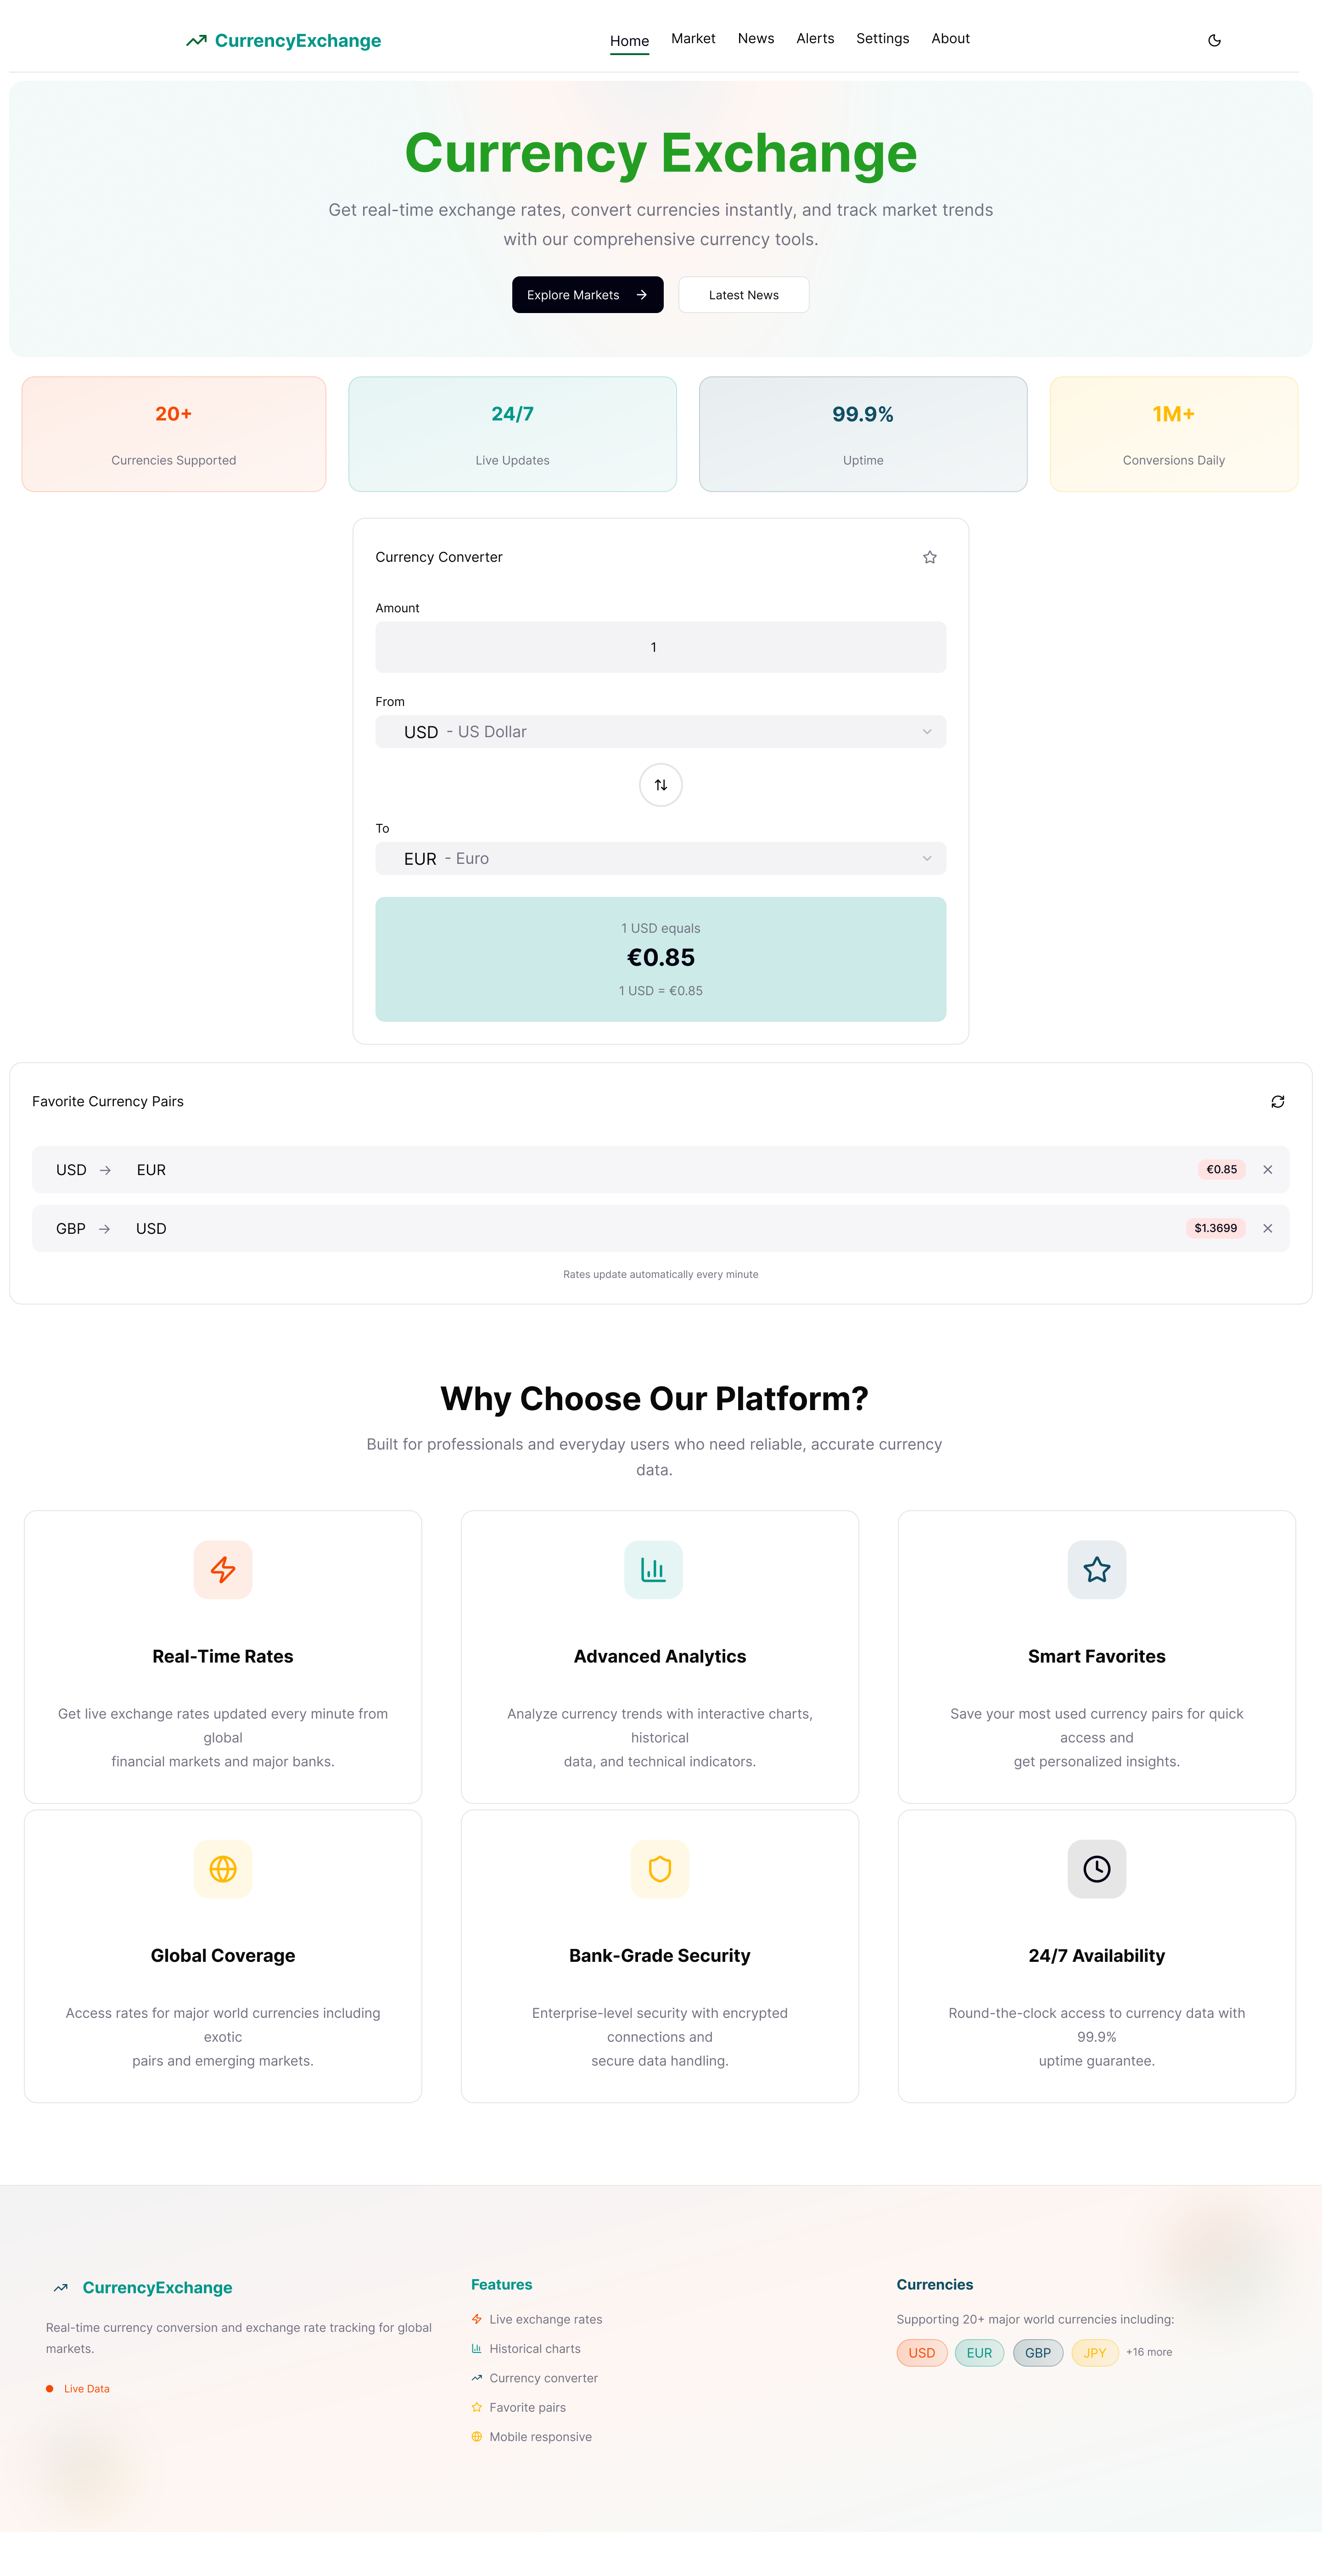 CurrencyExchange
Home Market News Alerts Settings About
Currency Exchange
Get real-time exchange rates, convert currencies instantly, and track market trends
with our comprehensive currency tools.
Explore Markets
Latest News
20+
Currencies Supported
24/7
Live Updates
99.9%
Uptime
1M+
Conversions Daily
Currency Converter
Amount
1
From
USD - US Dollar
To
EUR - Euro
1 USD equals
€0.85
1 USD = €0.85
Favorite Currency Pairs
USD → EUR €0.85
GBP → USD $1.3699
Rates update automatically every minute
Why Choose Our Platform?
Built for professionals and everyday users who need reliable, accurate currency
data.
Real-Time Rates
Get live exchange rates updated every minute from
global
financial markets and major banks.
Advanced Analytics
Analyze currency trends with interactive charts,
historical
data, and technical indicators.
Smart Favorites
Save your most used currency pairs for quick
access and
get personalized insights.
Global Coverage
Access rates for major world currencies including
exotic
pairs and emerging markets.
Bank-Grade Security
Enterprise-level security with encrypted
connections and
secure data handling.
24/7 Availability
Round-the-clock access to currency data with
99.9%
uptime guarantee.
CurrencyExchange
Real-time currency conversion and exchange rate tracking for global
markets.
Live Data
Features
Live exchange rates
Historical charts
Currency converter
Favorite pairs
Mobile responsive
Currencies
Supporting 20+ major world currencies including:
USD EUR GBP JPY +16 more